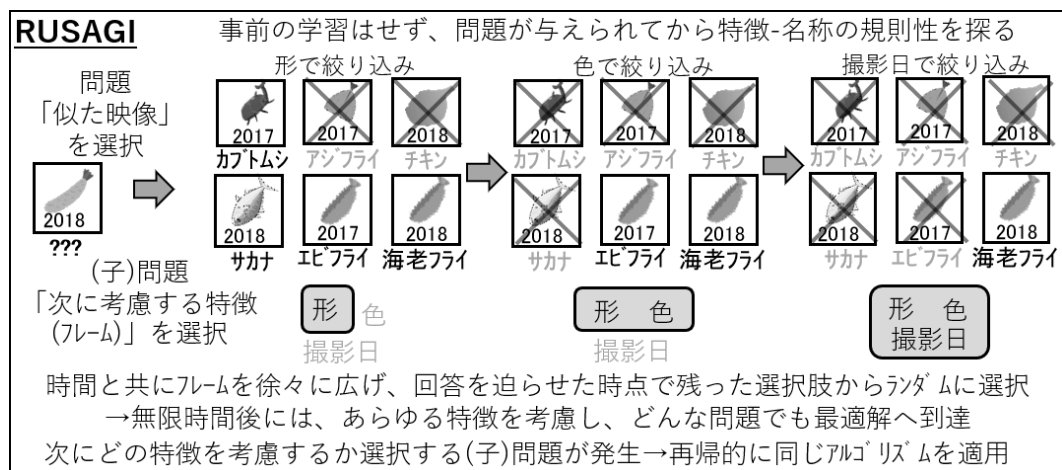 RUSAGI 事前の学習はせず、問題が与えられてから特徴-名称の規則性を探る
問題
「似た映像」
を選択
2018
???
(子)問題
「次に考慮する特徴
(フレーム)」を選択
形で絞り込み
2017 2017 2018
カブトムシ アジフライ チキン
2018 2017 2018
サカナ エビフライ 海老フライ
形 色
撮影日
色で絞り込み
2017 2017 2018
カブトムシ アジフライ チキン
2018 2017 2018
サカナ エビフライ 海老フライ
形 色
撮影日
撮影日で絞り込み
2017 2017 2018
カブトムシ アジフライ チキン
2018 2017 2018
サカナ エビフライ 海老フライ
形 色
撮影日
時間と共にフレームを徐々に広げ、回答を迫らせた時点で残った選択肢からランダムに選択
→無限時間後には、あらゆる特徴を考慮し、どんな問題でも最適解へ到達
次にどの特徴を考慮するか選択する(子)問題が発生→再帰的に同じアルゴリズムを適用